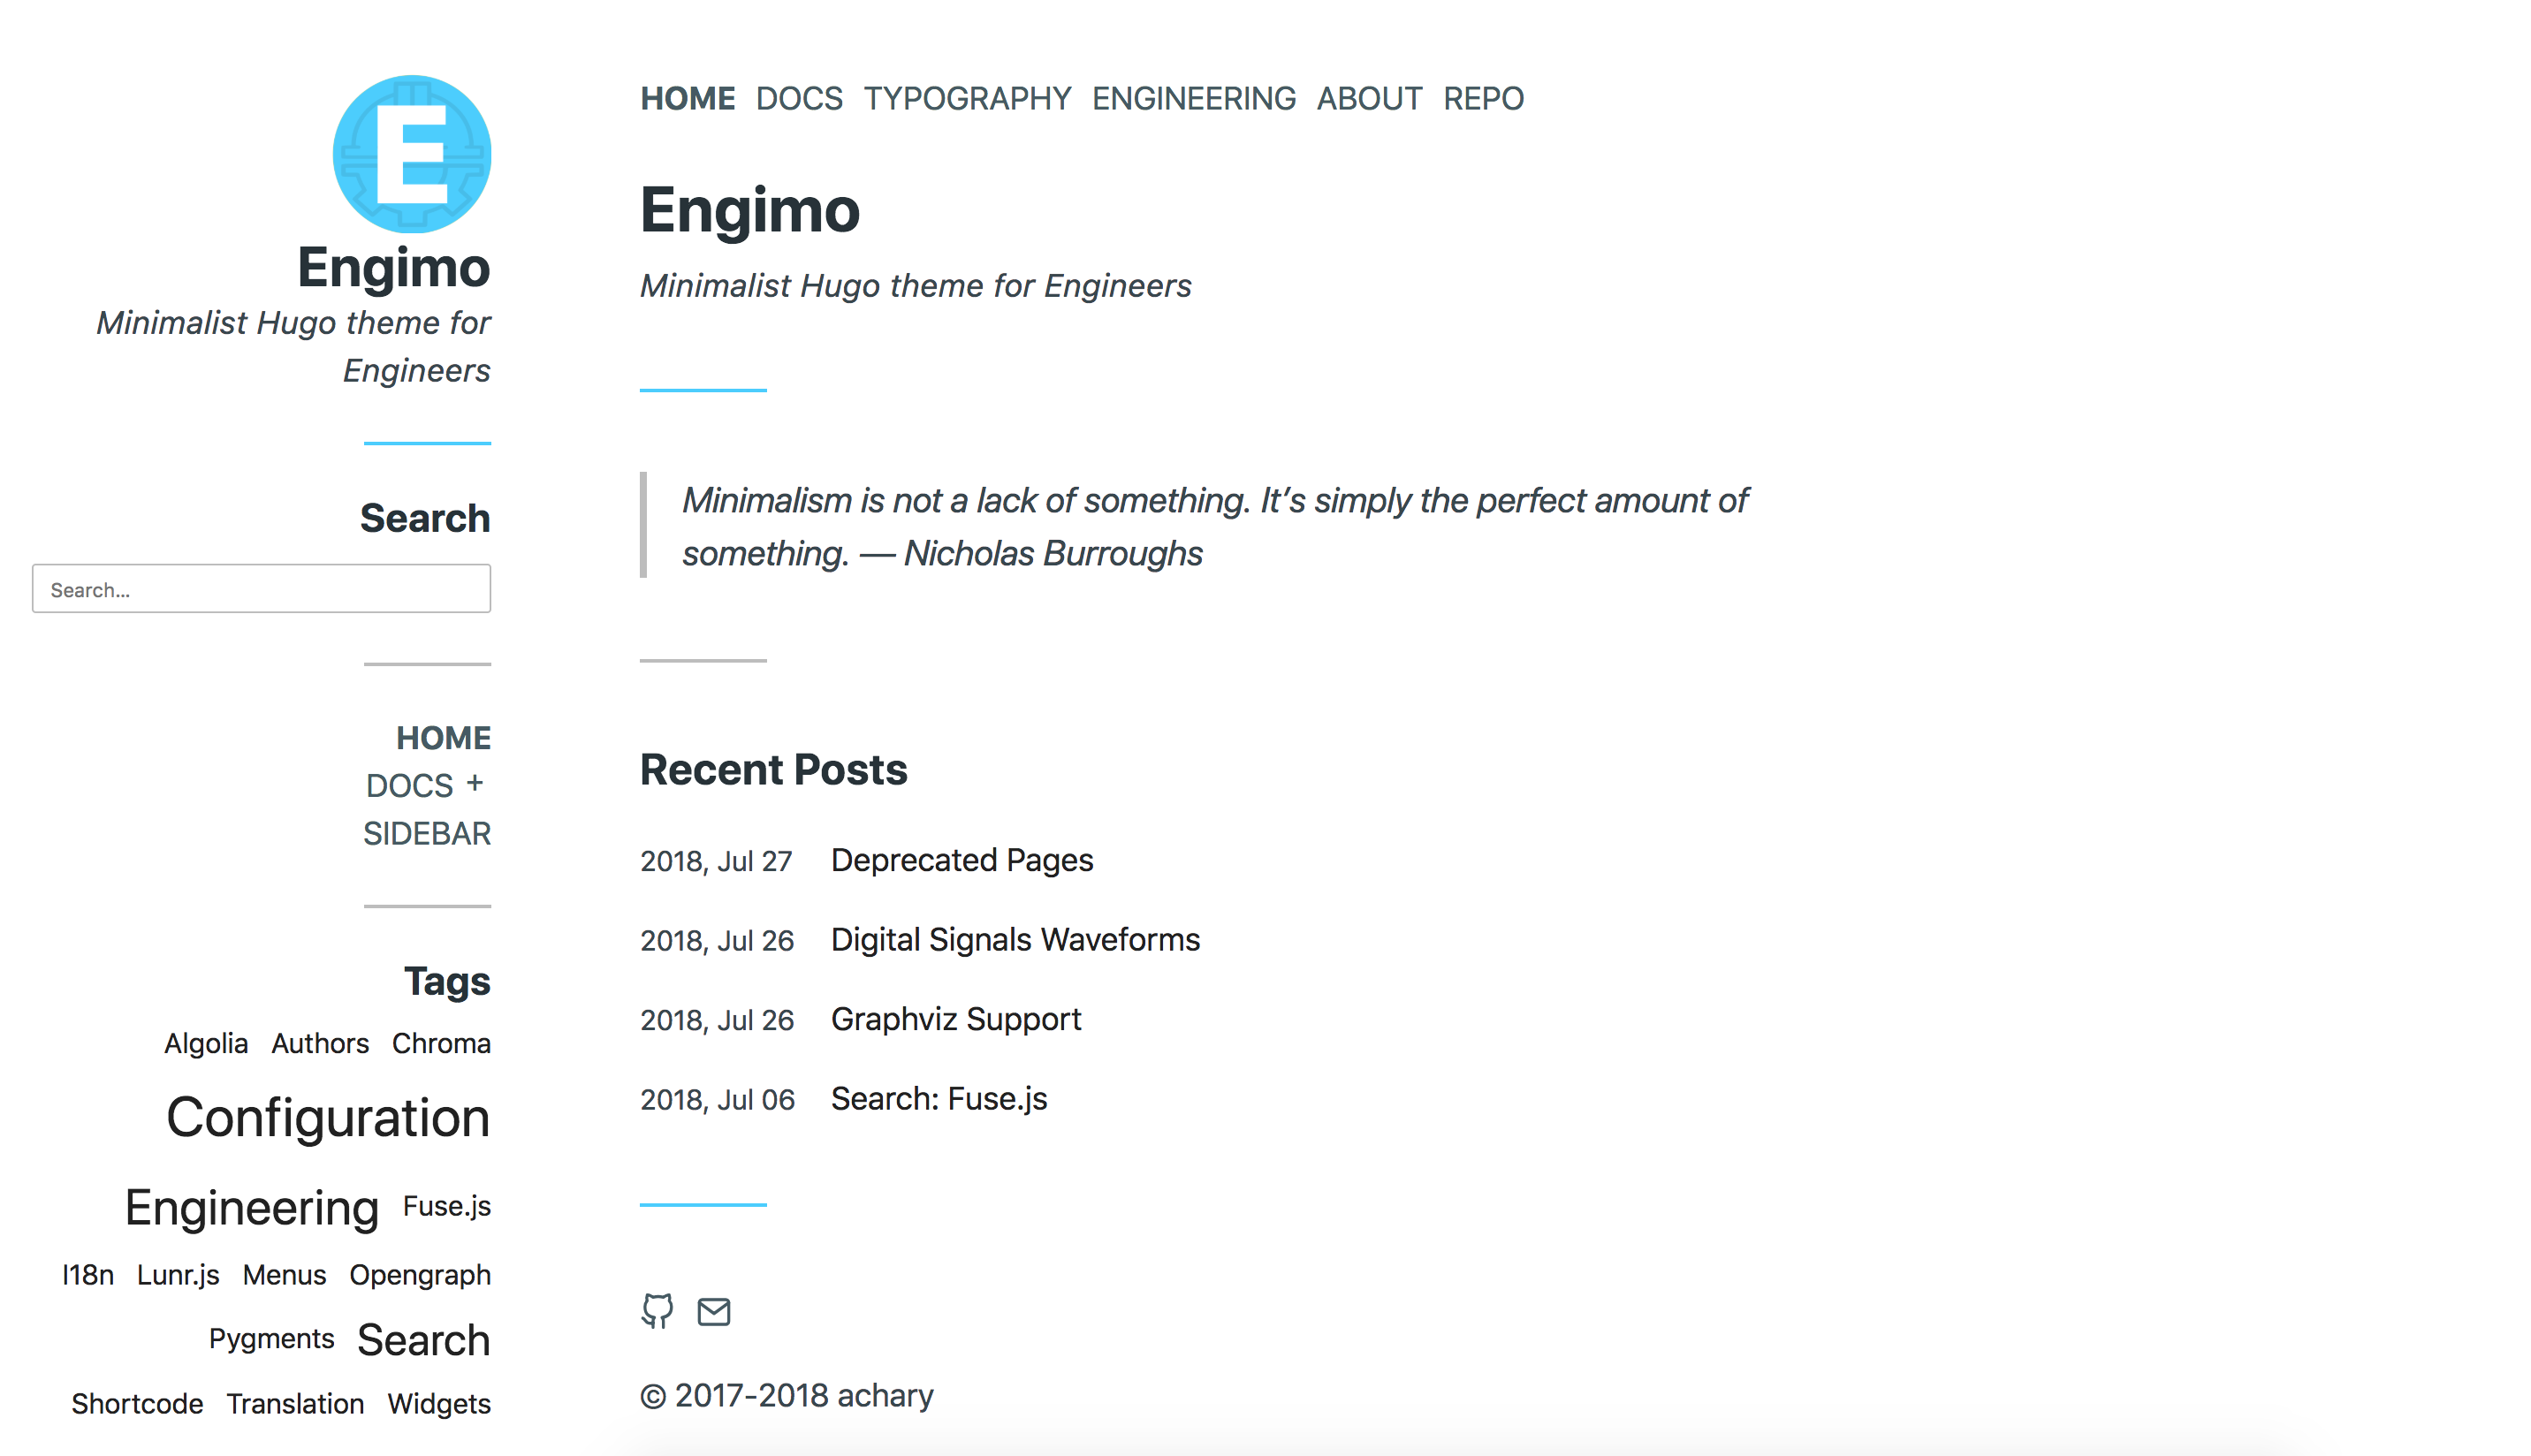 E
Engimo
Minimalist Hugo theme for
Engineers
Search
Search...
HOME
DOCS +
SIDEBAR
Tags
Algolia Authors Chroma
Configuration
Engineering Fuse.js
I18n Lunr.js Menus Opengraph
Pygments Search
Shortcode Translation Widgets
HOME DOCS TYPOGRAPHY ENGINEERING ABOUT REPO
Engimo
Minimalist Hugo theme for Engineers
Minimalism is not a lack of something. It’s simply the perfect amount of
something. — Nicholas Burroughs
Recent Posts
2018, Jul 27 Deprecated Pages
2018, Jul 26 Digital Signals Waveforms
2018, Jul 26 Graphviz Support
2018, Jul 06 Search: Fuse.js
© 2017-2018 achary